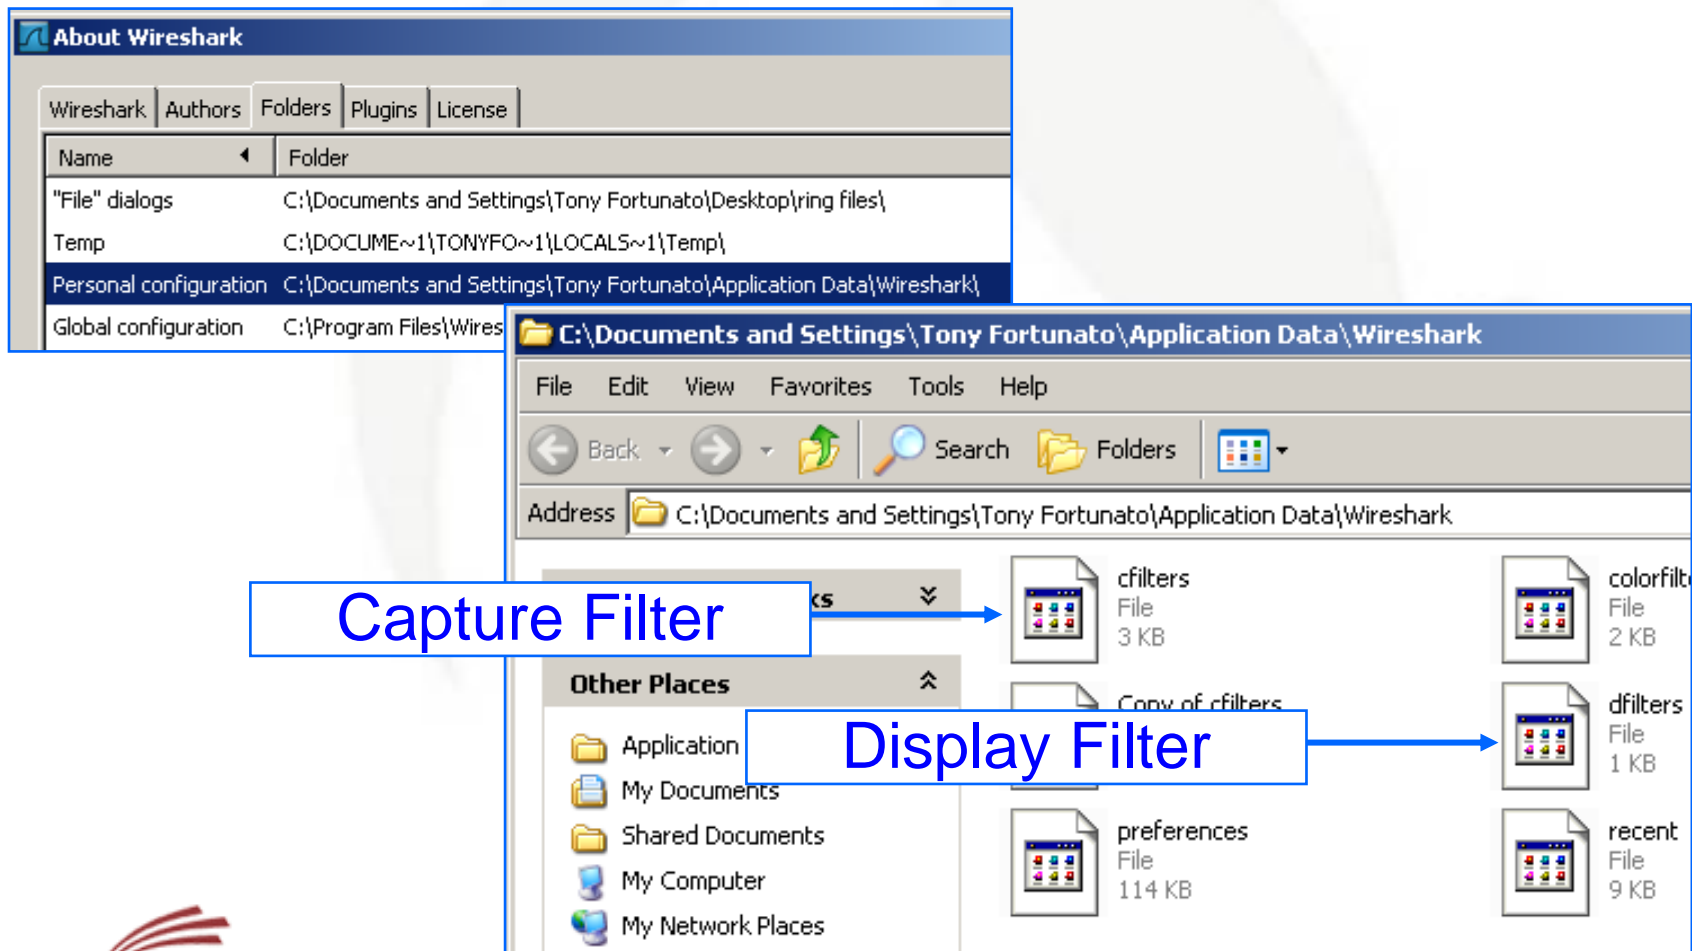 About Wireshark
Wireshark Authors Folders Plugins License
Name Folder
"File" dialogs C:\Documents and Settings\Tony Fortunato\Desktop\ring files\
Temp C:\DOCUME~1\TONYFO~1\LOCALS~1\Temp\
Personal configuration C:\Documents and Settings\Tony Fortunato\Application Data\Wireshark\
Global configuration C:\Program Files\Wires
C:\Documents and Settings\Tony Fortunato\Application Data\Wireshark
File Edit View Favorites Tools Help
Back Search Folders
Address C:\Documents and Settings\Tony Fortunato\Application Data\Wireshark
Capture Filter
ks
cfilters
File
3 KB
colorfilt
File
2 KB
Other Places
Application
My Documents
Shared Documents
My Computer
My Network Places
Copy of cfilters
Display Filter
dfilters
File
1 KB
preferences
File
114 KB
recent
File
9 KB